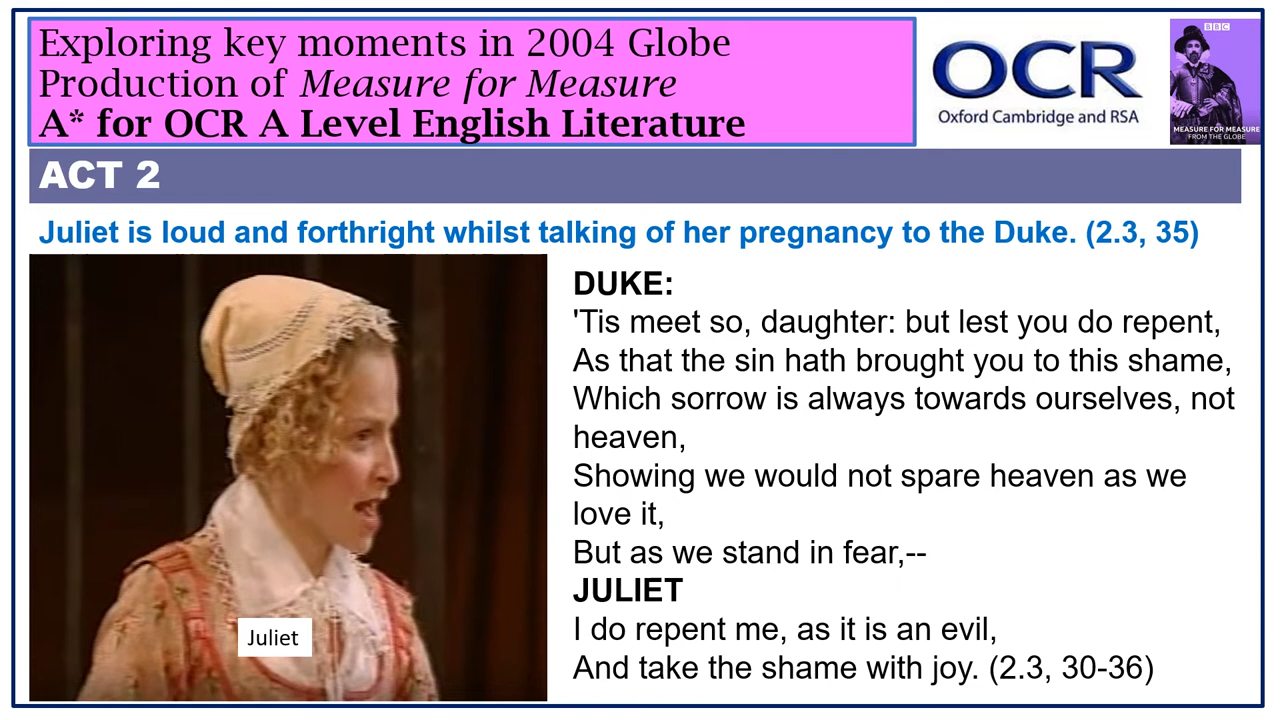 Exploring key moments in 2004 Globe
Production of Measure for Measure
A* for OCR A Level English Literature
OCR
Oxford Cambridge and RSA
BBC
MEASURE FOR MEASURE
FROM THE GLOBE
ACT 2
Juliet is loud and forthright whilst talking of her pregnancy to the Duke. (2.3, 35)
DUKE:
'Tis meet so, daughter: but lest you do repent,
As that the sin hath brought you to this shame,
Which sorrow is always towards ourselves, not
heaven,
Showing we would not spare heaven as we
love it,
But as we stand in fear,--
JULIET
I do repent me, as it is an evil,
And take the shame with joy. (2.3, 30-36)
Juliet